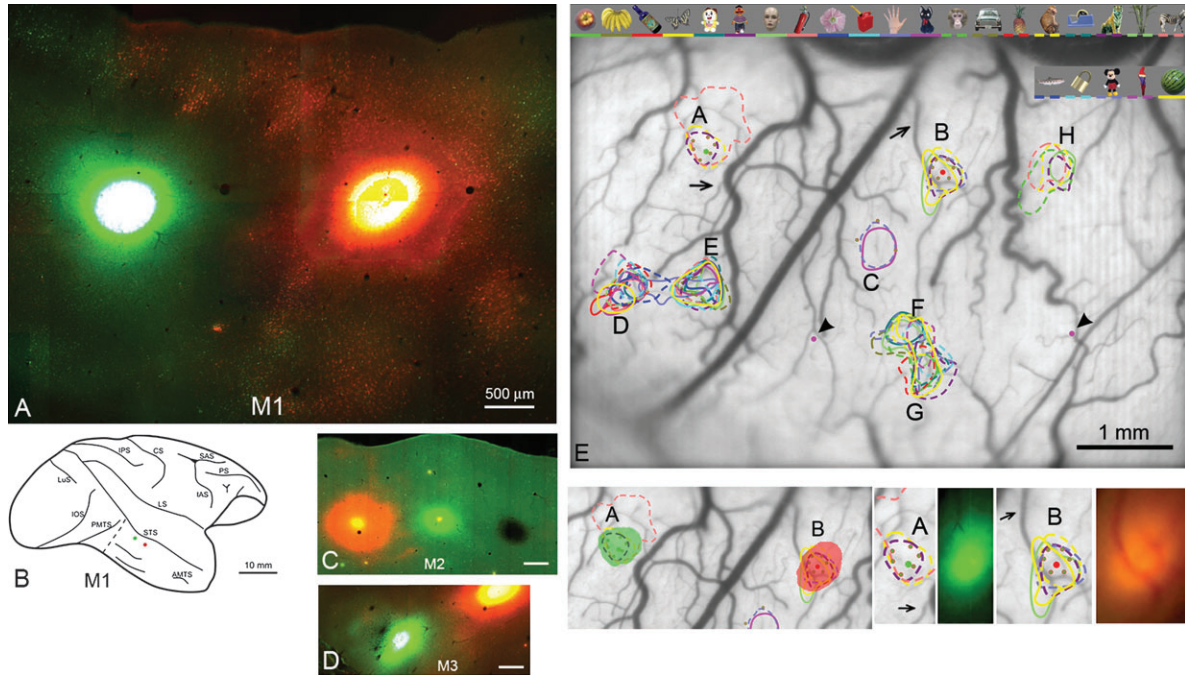 A
M1
500 µm
IPS
CS
SAS
PS
LuS
IAS
LS
IOS
PMTS
STS
AMTS
B
M1
10 mm
C
M2
D
M3
A
B
H
E
C
D
F
G
E
1 mm
A
B
A
B